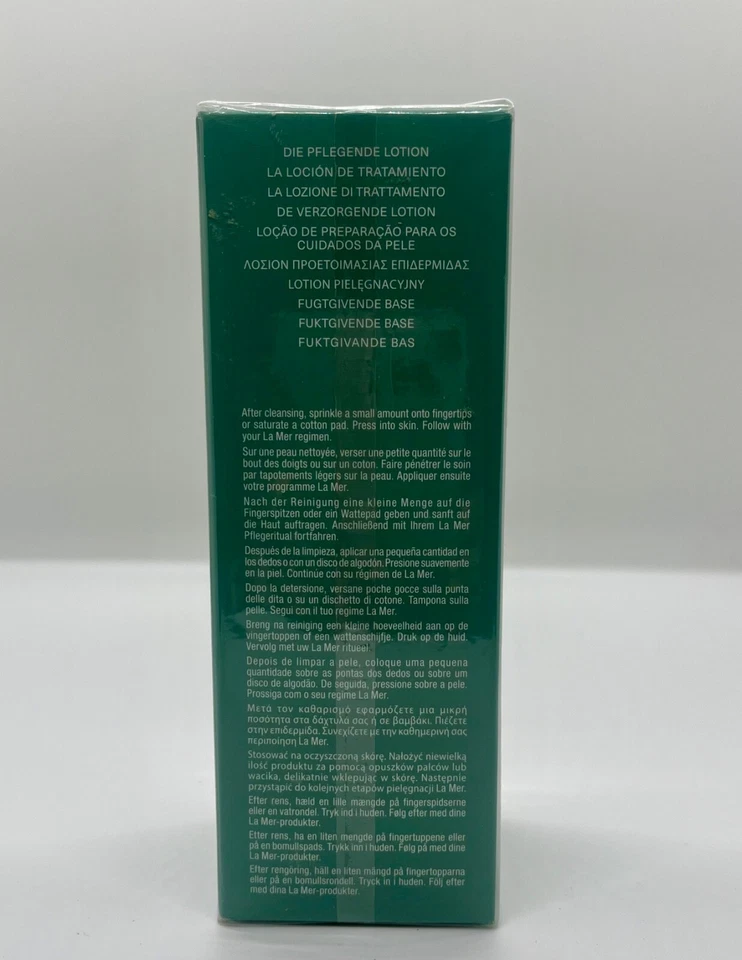 DIE PFLEGENDE LOTION
LA LOCIÓN DE TRATAMIENTO
LA LOZIONE DI TRATTAMENTO
DE VERZORGENDE LOTION
LOÇÃO DE PREPARAÇÃO PARA OS
CUIDADOS DA PELE
ΛΟΣΙΟΝ ΠΡΟΕΤΟΙΜΑΣΙΑΣ ΕΠΙΔΕΡΜΙΔΑΣ
LOTION PIELĘGNACYJNY
FUGTGIVENDE BASE
FUKTGIVENDE BASE
FUKTGIVANDE BAS
After cleansing, sprinkle a small amount onto fingertips
or saturate a cotton pad. Press into skin. Follow with
your La Mer regimen.
Sur une peau nettoyée, verser une petite quantité sur le
bout des doigts ou sur un coton. Faire pénétrer le soin
par tapotements légers sur la peau. Appliquer ensuite
votre programme La Mer.
Nach der Reinigung eine kleine Menge auf die
Fingerspitzen oder ein Wattepad geben und sanft auf
die Haut auftragen. Anschließend mit Ihrem La Mer
Pflegeritual fortfahren.
Después de la limpieza, aplicar una pequeña cantidad en
los dedos o con un disco de algodón. Presione suavemente
en la piel. Continúe con su régimen de La Mer.
Dopo la detersione, versane poche gocce sulla punta
delle dita o su un dischetto di cotone. Tampona sulla
pelle. Segui con il tuo regime La Mer.
Breng na reiniging een kleine hoeveelheid aan op de
vingertoppen of een wattenschijfje. Druk op de huid.
Vervolg met uw La Mer ritueel.
Depois de limpar a pele, coloque uma pequena
quantidade sobre as pontas dos dedos ou sobre um
disco de algodão. De seguida, pressione sobre a pele.
Prossiga com o seu regime La Mer.
Μετά τον καθαρισμό εφαρμόζετε μια μικρή
ποσότητα στα δάχτυλά σας ή σε βαμβάκι. Πιέζετε
στην επιδερμίδα. Συνεχίζετε με την καθημερινή σας
περιποίηση La Mer.
Stosować na oczyszczoną skórę. Nałożyć niewielką
ilość produktu za pomocą opuszków palców lub
wacika, delikatnie wklepując w skórę. Następnie
przystąpić do kolejnych etapów pielęgnacji La Mer.
Efter rens, hæld en lille mængde på fingerspidserne
eller en vatrondel. Tryk ind i huden. Følg efter med dine
La Mer-produkter.
Etter rens, ha en liten mengde på fingertuppene eller
på en bomullspads. Trykk inn i huden. Følg på med dine
La Mer-produkter.
Efter rengöring, häll en liten mängd på fingertopparna
eller på en bomullsrondell. Tryck in i huden. Följ efter
med dina La Mer-produkter.